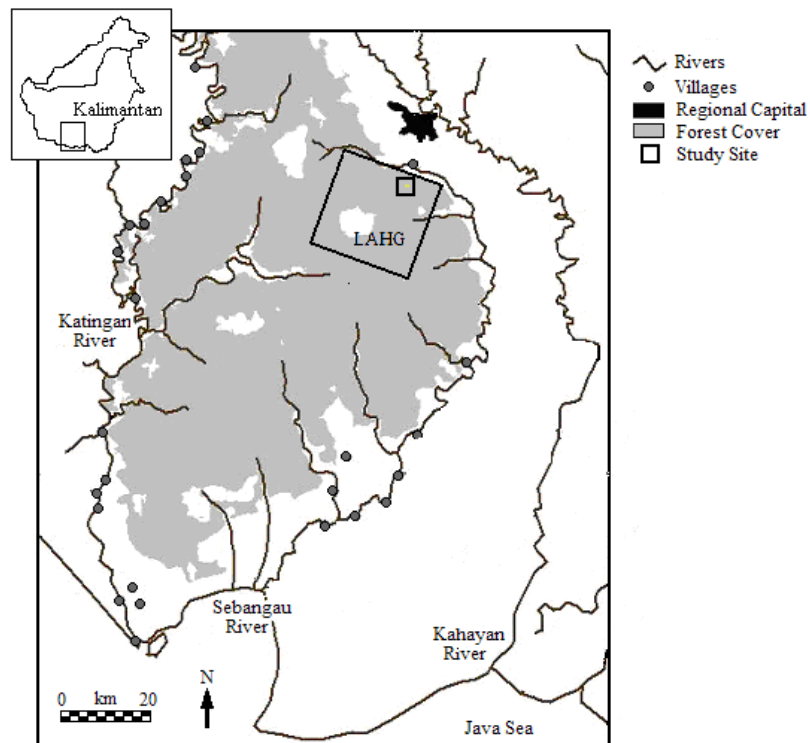 Kalimantan
Rivers
Villages
Regional Capital
Forest Cover
Study Site
LAHG
Katingan
River
Sebangau
River
Kahayan
River
N
0 km 20
Java Sea